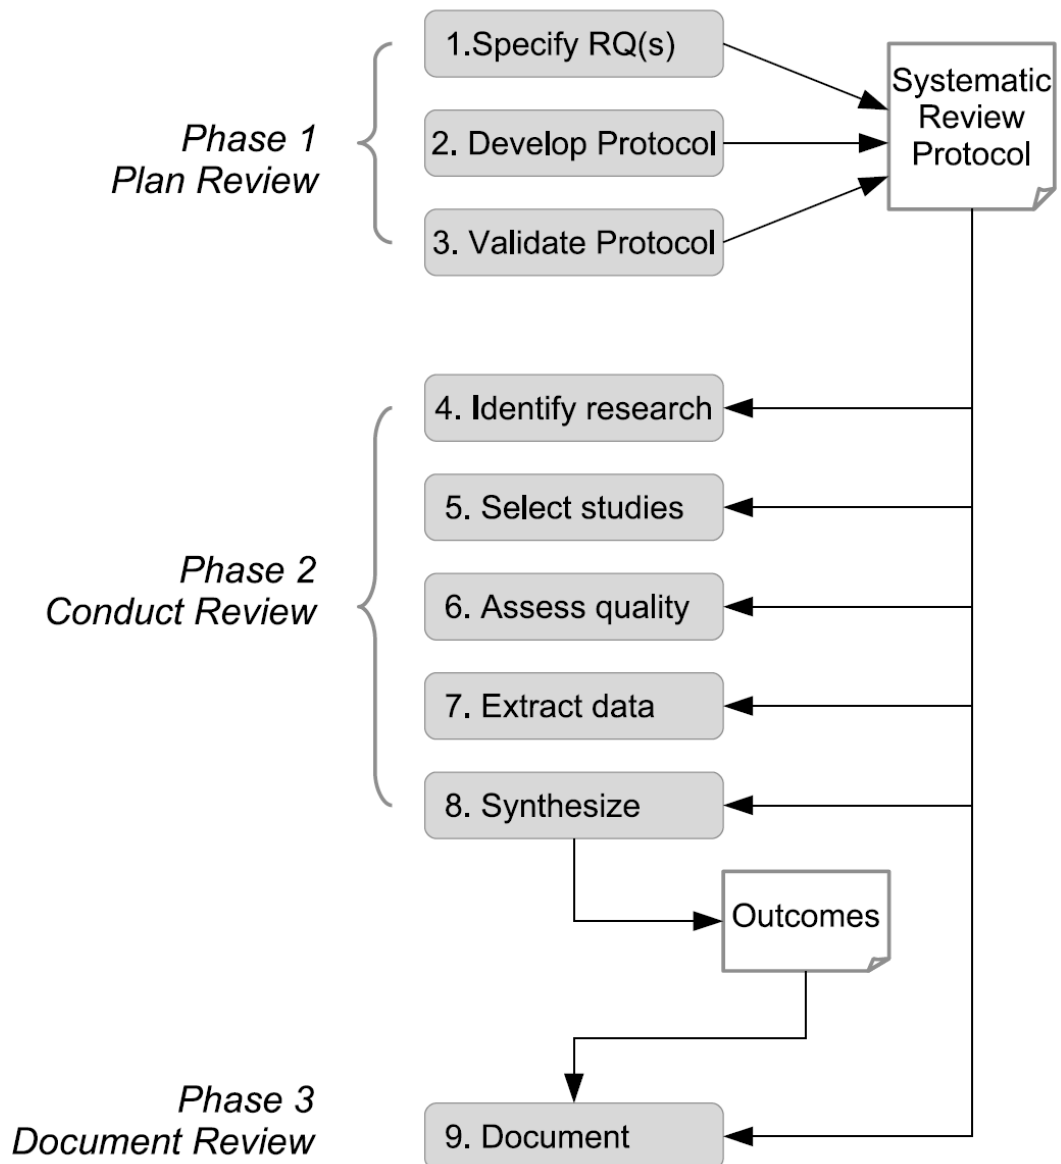 1.Specify RQ(s)
Systematic
Review
Protocol
Phase 1
Plan Review
2. Develop Protocol
3. Validate Protocol
4. Identify research
5. Select studies
Phase 2
Conduct Review
6. Assess quality
7. Extract data
8. Synthesize
Outcomes
Phase 3
Document Review
9. Document